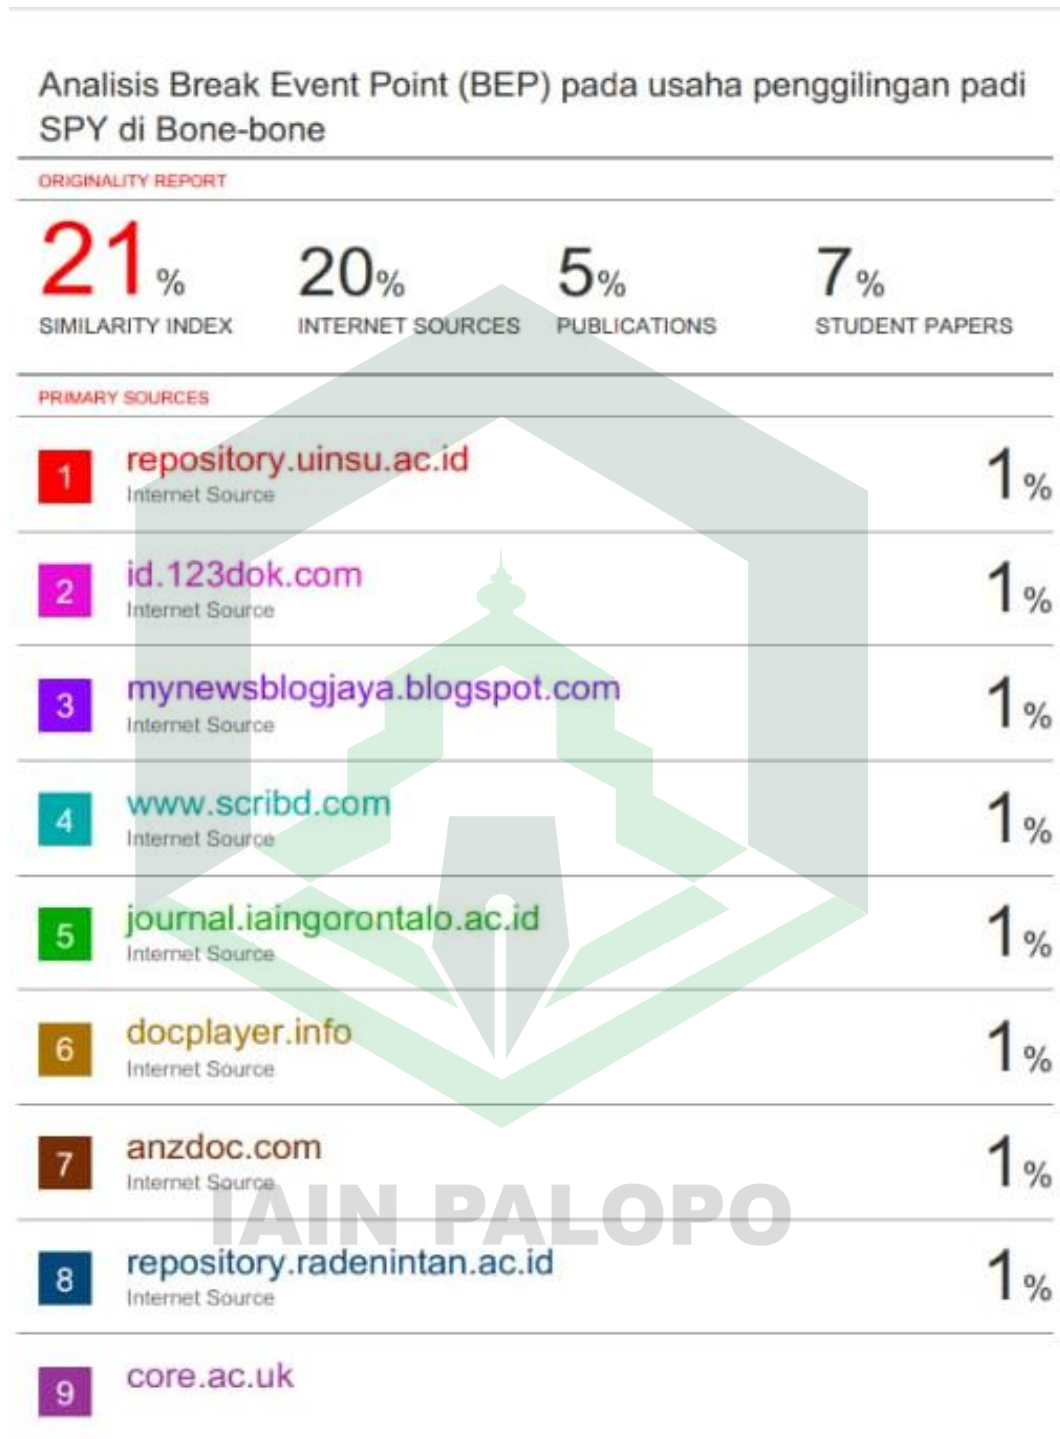 Analisis Break Event Point (BEP) pada usaha penggilingan padi
SPY di Bone-bone
ORIGINALITY REPORT
21%
20%
5%
7%
SIMILARITY INDEX
INTERNET SOURCES
PUBLICATIONS
STUDENT PAPERS
PRIMARY SOURCES
1
repository.uinsu.ac.id
Internet Source
1%
2
id.123dok.com
Internet Source
1%
3
mynewsblogjaya.blogspot.com
Internet Source
1%
4
www.scribd.com
Internet Source
1%
5
journal.iaingorontalo.ac.id
Internet Source
1%
6
docplayer.info
Internet Source
1%
7
anzdoc.com
Internet Source
1%
IAIN PALOPO
8
repository.radenintan.ac.id
Internet Source
1%
9
core.ac.uk